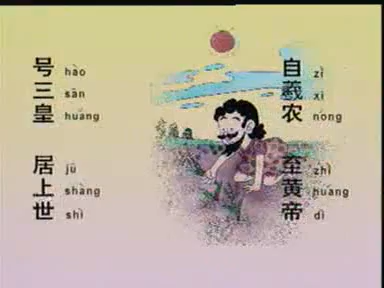 自羲农
zì xī nóng
至黄帝
zhì huáng dì
号三皇
hào sān huáng
居上世
jū shàng shì